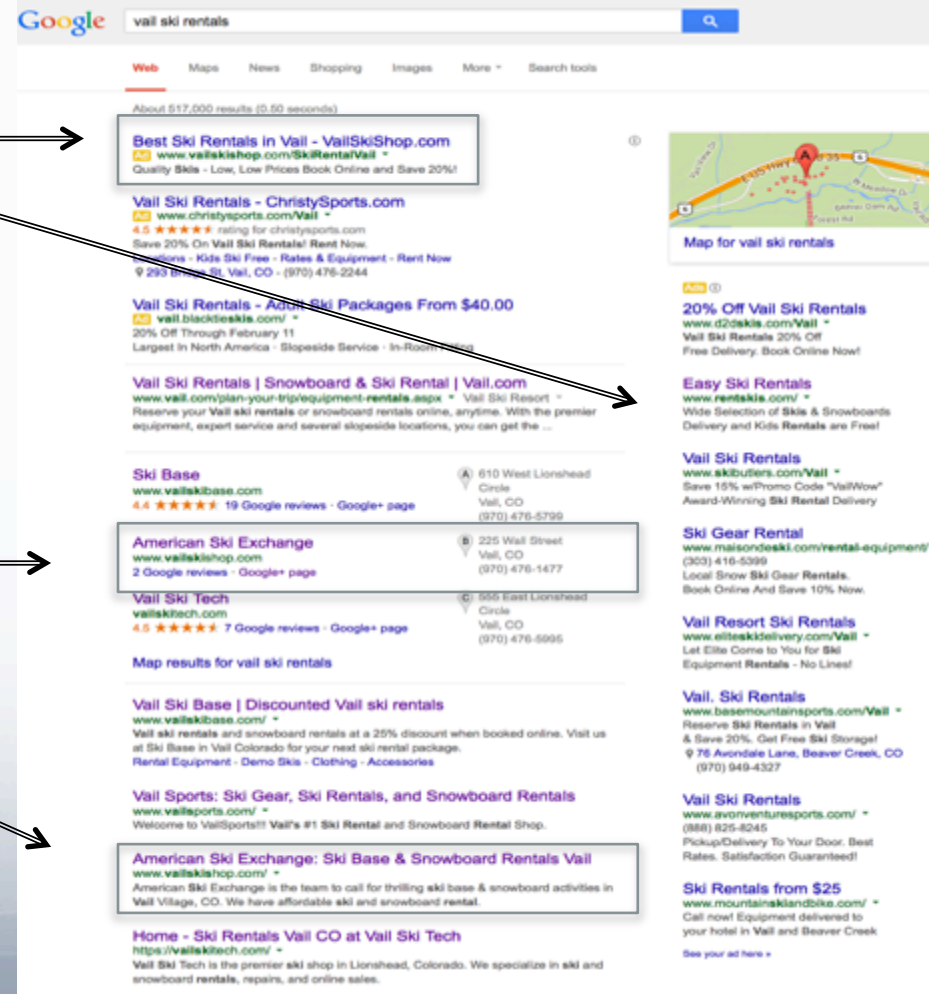 Google
vail ski rentals
Web Maps News Shopping Images More Search tools
About 517,000 results (0.50 seconds)
Best Ski Rentals in Vail - VailSkiShop.com
Ad www.vailskishop.com/SkiRentalVail
Quality Skis - Low, Low Prices Book Online and Save 20%!
Vail Ski Rentals - ChristySports.com
Ad www.christysports.com/Vail
4.5 ★★★★★ rating for christysports.com
Save 20% On Vail Ski Rentals! Rent Now.
Locations - Kids Ski Free - Rates & Equipment - Rent Now
293 Bridge St, Vail, CO - (970) 476-2244
Vail Ski Rentals - Adult Ski Packages From $40.00
Ad vail.blacktieskis.com/
20% Off Through February 11
Largest In North America · Slopeside Service · In-Room Fitting
Vail Ski Rentals | Snowboard & Ski Rental | Vail.com
www.vail.com/plan-your-trip/equipment-rentals.aspx Vail Ski Resort
Reserve your Vail ski rentals or snowboard rentals online, anytime. With the premier
equipment, expert service and several slopeside locations, you can get the ...
Ski Base
www.vailskibase.com
4.4 ★★★★★ 19 Google reviews · Google+ page
A 610 West Lionshead
Circle
Vail, CO
(970) 476-5799
American Ski Exchange
www.vailskishop.com
2 Google reviews · Google+ page
B 225 Wall Street
Vail, CO
(970) 476-1477
Vail Ski Tech
vailskitech.com
4.5 ★★★★★ 7 Google reviews · Google+ page
C 555 East Lionshead
Circle
Vail, CO
(970) 476-5995
Map results for vail ski rentals
Vail Ski Base | Discounted Vail ski rentals
www.vailskibase.com/
Vail ski rentals and snowboard rentals at a 25% discount when booked online. Visit us
at Ski Base in Vail Colorado for your next ski rental package.
Rental Equipment - Demo Skis - Clothing - Accessories
Vail Sports: Ski Gear, Ski Rentals, and Snowboard Rentals
www.vailsports.com/
Welcome to VailSports!!! Vail's #1 Ski Rental and Snowboard Rental Shop.
American Ski Exchange: Ski Base & Snowboard Rentals Vail
www.vailskishop.com/
American Ski Exchange is the team to call for thrilling ski base & snowboard activities in
Vail Village, CO. We have affordable ski and snowboard rental.
Home - Ski Rentals Vail CO at Vail Ski Tech
https://vailskitech.com/
Vail Ski Tech is the premier ski shop in Lionshead, Colorado. We specialize in ski and
snowboard rentals, repairs, and online sales.
A
6
6
Forest Rd
Map for vail ski rentals
Ads
20% Off Vail Ski Rentals
www.d2dskis.com/Vail
Vail Ski Rentals 20% Off
Free Delivery. Book Online Now!
Easy Ski Rentals
www.rentskis.com/
Wide Selection of Skis & Snowboards
Delivery and Kids Rentals are Free!
Vail Ski Rentals
www.skibutlers.com/Vail
Save 15% w/Promo Code "VailWow"
Award-Winning Ski Rental Delivery
Ski Gear Rental
www.maisondeski.com/rental-equipment/
(303) 416-5399
Local Snow Ski Gear Rentals.
Book Online And Save 10% Now.
Vail Resort Ski Rentals
www.eliteskidelivery.com/Vail
Let Elite Come to You for Ski
Equipment Rentals - No Lines!
Vail. Ski Rentals
www.basemountainsports.com/Vail
Reserve Ski Rentals in Vail
& Save 20%. Get Free Ski Storage!
76 Avondale Lane, Beaver Creek, CO
(970) 949-4327
Vail Ski Rentals
www.avonventuresports.com/
(888) 825-8245
Pickup/Delivery To Your Door. Best
Rates. Satisfaction Guaranteed!
Ski Rentals from $25
www.mountainskiandbike.com/
Call now! Equipment delivered to
your hotel in Vail and Beaver Creek
See your ad here »